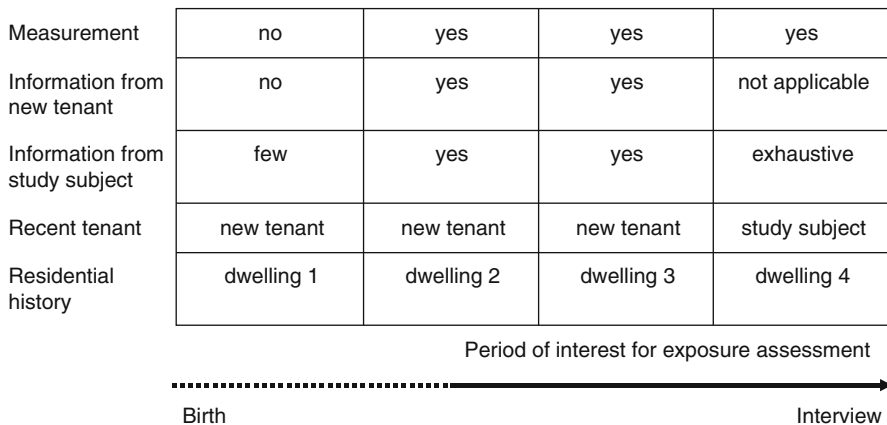 Measurement no yes yes yes
Information from new tenant no yes yes not applicable
Information from study subject few yes yes exhaustive
Recent tenant new tenant new tenant new tenant study subject
Residential history dwelling 1 dwelling 2 dwelling 3 dwelling 4
Period of interest for exposure assessment
Birth Interview